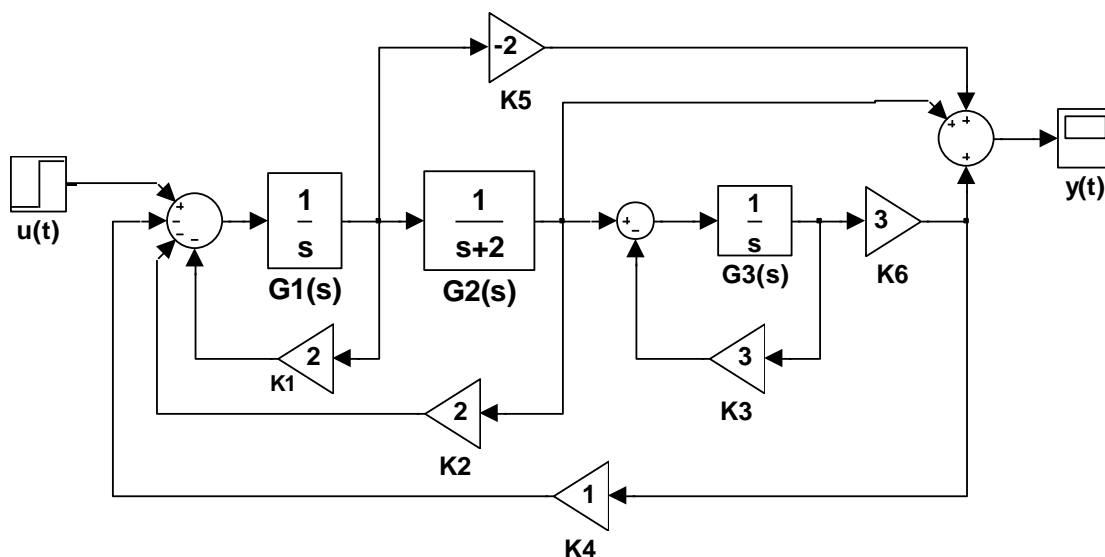 -2
K5
+
+
+
y(t)
u(t)
+
−
−
−
1
s
G1(s)
1
s+2
G2(s)
+
−
1
s
G3(s)
3
K6
2
K1
3
K3
2
K2
1
K4